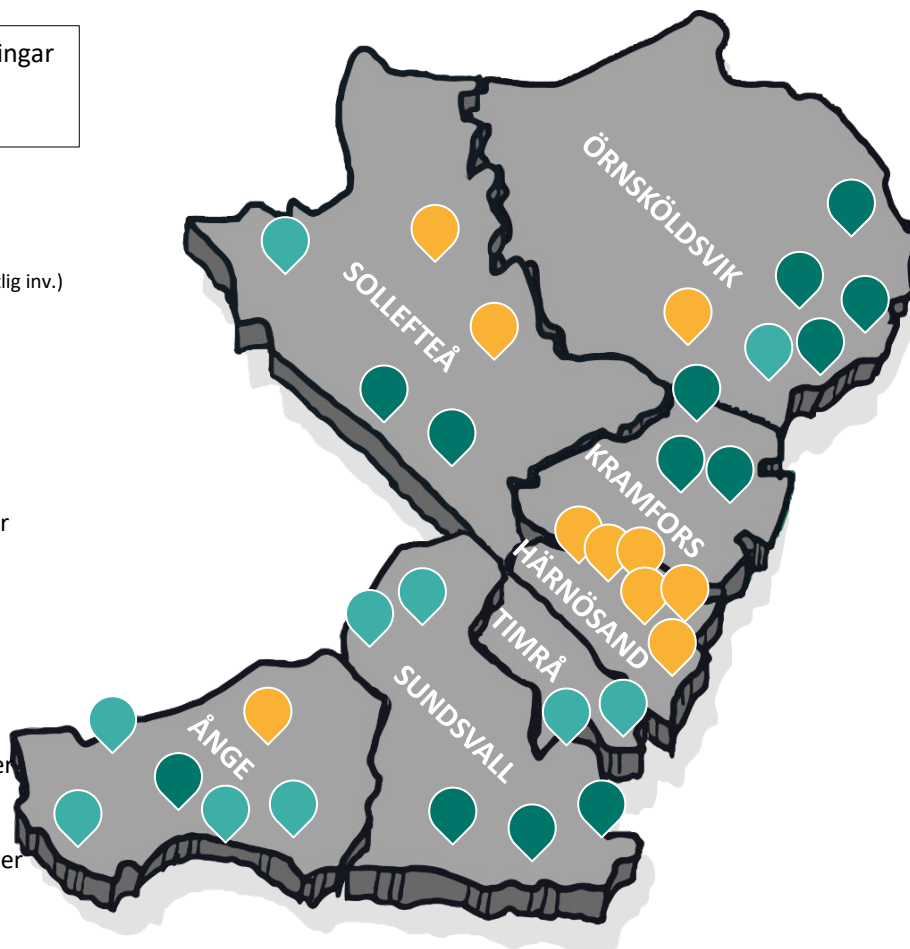 ingar
lig inv.)
r
er
er
ÖRNSKÖLDSVIK
SOLLEFTEÅ
KRAMFORS
HÄRNÖSAND
TIMRÅ
SUNDSVALL
ÅNGE